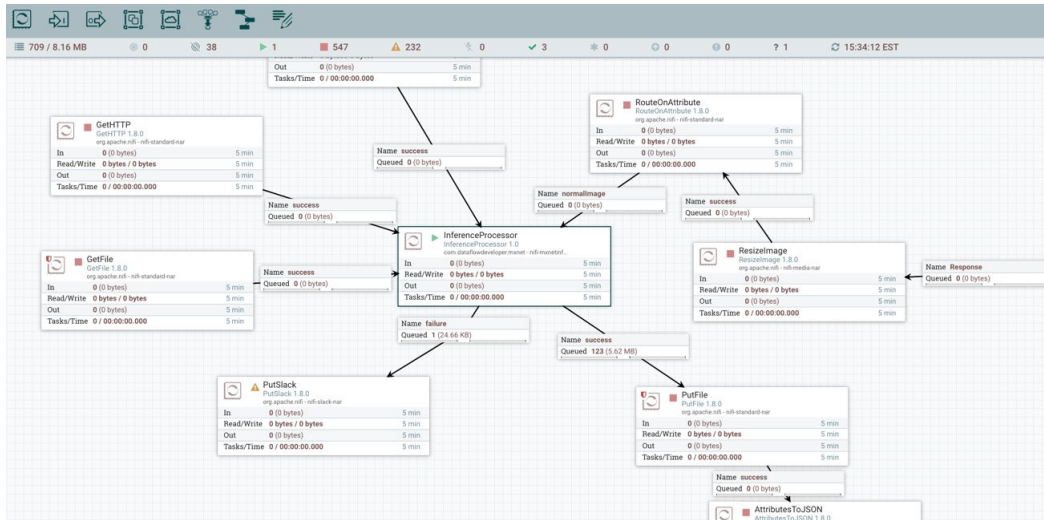 709 / 8.16 MB 0 38 1 547 232 0 3 0 0 0 ? 1 15:34:12 EST
Out 0 (0 bytes) 5 min
Tasks/Time 0 / 00:00:00.000 5 min
GetHTTP
GetHTTP 1.8.0
org.apache.nifi - nifi-standard-nar
In 0 (0 bytes) 5 min
Read/Write 0 bytes / 0 bytes 5 min
Out 0 (0 bytes) 5 min
Tasks/Time 0 / 00:00:00.000 5 min
Name success
Queued 0 (0 bytes)
RouteOnAttribute
RouteOnAttribute 1.8.0
org.apache.nifi - nifi-standard-nar
In 0 (0 bytes) 5 min
Read/Write 0 bytes / 0 bytes 5 min
Out 0 (0 bytes) 5 min
Tasks/Time 0 / 00:00:00.000 5 min
Name success
Queued 0 (0 bytes)
Name normalImage
Queued 0 (0 bytes)
Name success
Queued 0 (0 bytes)
InferenceProcessor
InferenceProcessor 1.0
com.dataflowdeveloper.mxnet - nifi-mxnetinf...
In 0 (0 bytes) 5 min
Read/Write 0 bytes / 0 bytes 5 min
Out 0 (0 bytes) 5 min
Tasks/Time 0 / 00:00:00.000 5 min
GetFile
GetFile 1.8.0
org.apache.nifi - nifi-standard-nar
In 0 (0 bytes) 5 min
Read/Write 0 bytes / 0 bytes 5 min
Out 0 (0 bytes) 5 min
Tasks/Time 0 / 00:00:00.000 5 min
Name success
Queued 0 (0 bytes)
ResizeImage
ResizeImage 1.8.0
org.apache.nifi - nifi-media-nar
In 0 (0 bytes) 5 min
Read/Write 0 bytes / 0 bytes 5 min
Out 0 (0 bytes) 5 min
Tasks/Time 0 / 00:00:00.000 5 min
Name Response
Queued 0 (0 bytes)
Name failure
Queued 1 (24.66 KB)
Name success
Queued 123 (5.62 MB)
PutSlack
PutSlack 1.8.0
org.apache.nifi - nifi-slack-nar
In 0 (0 bytes) 5 min
Read/Write 0 bytes / 0 bytes 5 min
Out 0 (0 bytes) 5 min
Tasks/Time 0 / 00:00:00.000 5 min
PutFile
PutFile 1.8.0
org.apache.nifi - nifi-standard-nar
In 0 (0 bytes) 5 min
Read/Write 0 bytes / 0 bytes 5 min
Out 0 (0 bytes) 5 min
Tasks/Time 0 / 00:00:00.000 5 min
Name success
Queued 0 (0 bytes)
AttributesToJSON
AttributesToJSON 1.8.0